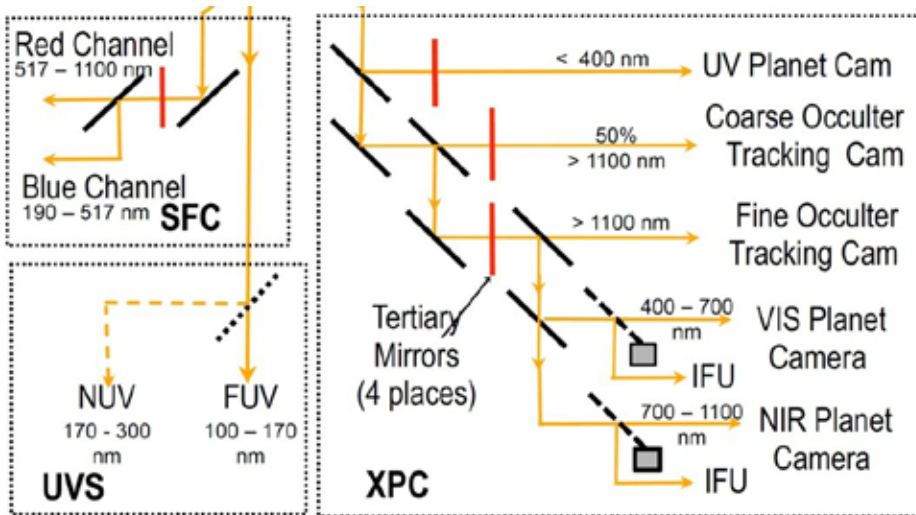 Red Channel
517 – 1100 nm
Blue Channel
190 – 517 nm
SFC
NUV
170 - 300
nm
FUV
100 – 170
nm
UVS
< 400 nm
UV Planet Cam
50%
> 1100 nm
Coarse Occulter
Tracking Cam
> 1100 nm
Fine Occulter
Tracking Cam
Tertiary
Mirrors
(4 places)
400 – 700
nm
VIS Planet
Camera
IFU
700 – 1100
nm
NIR Planet
Camera
IFU
XPC